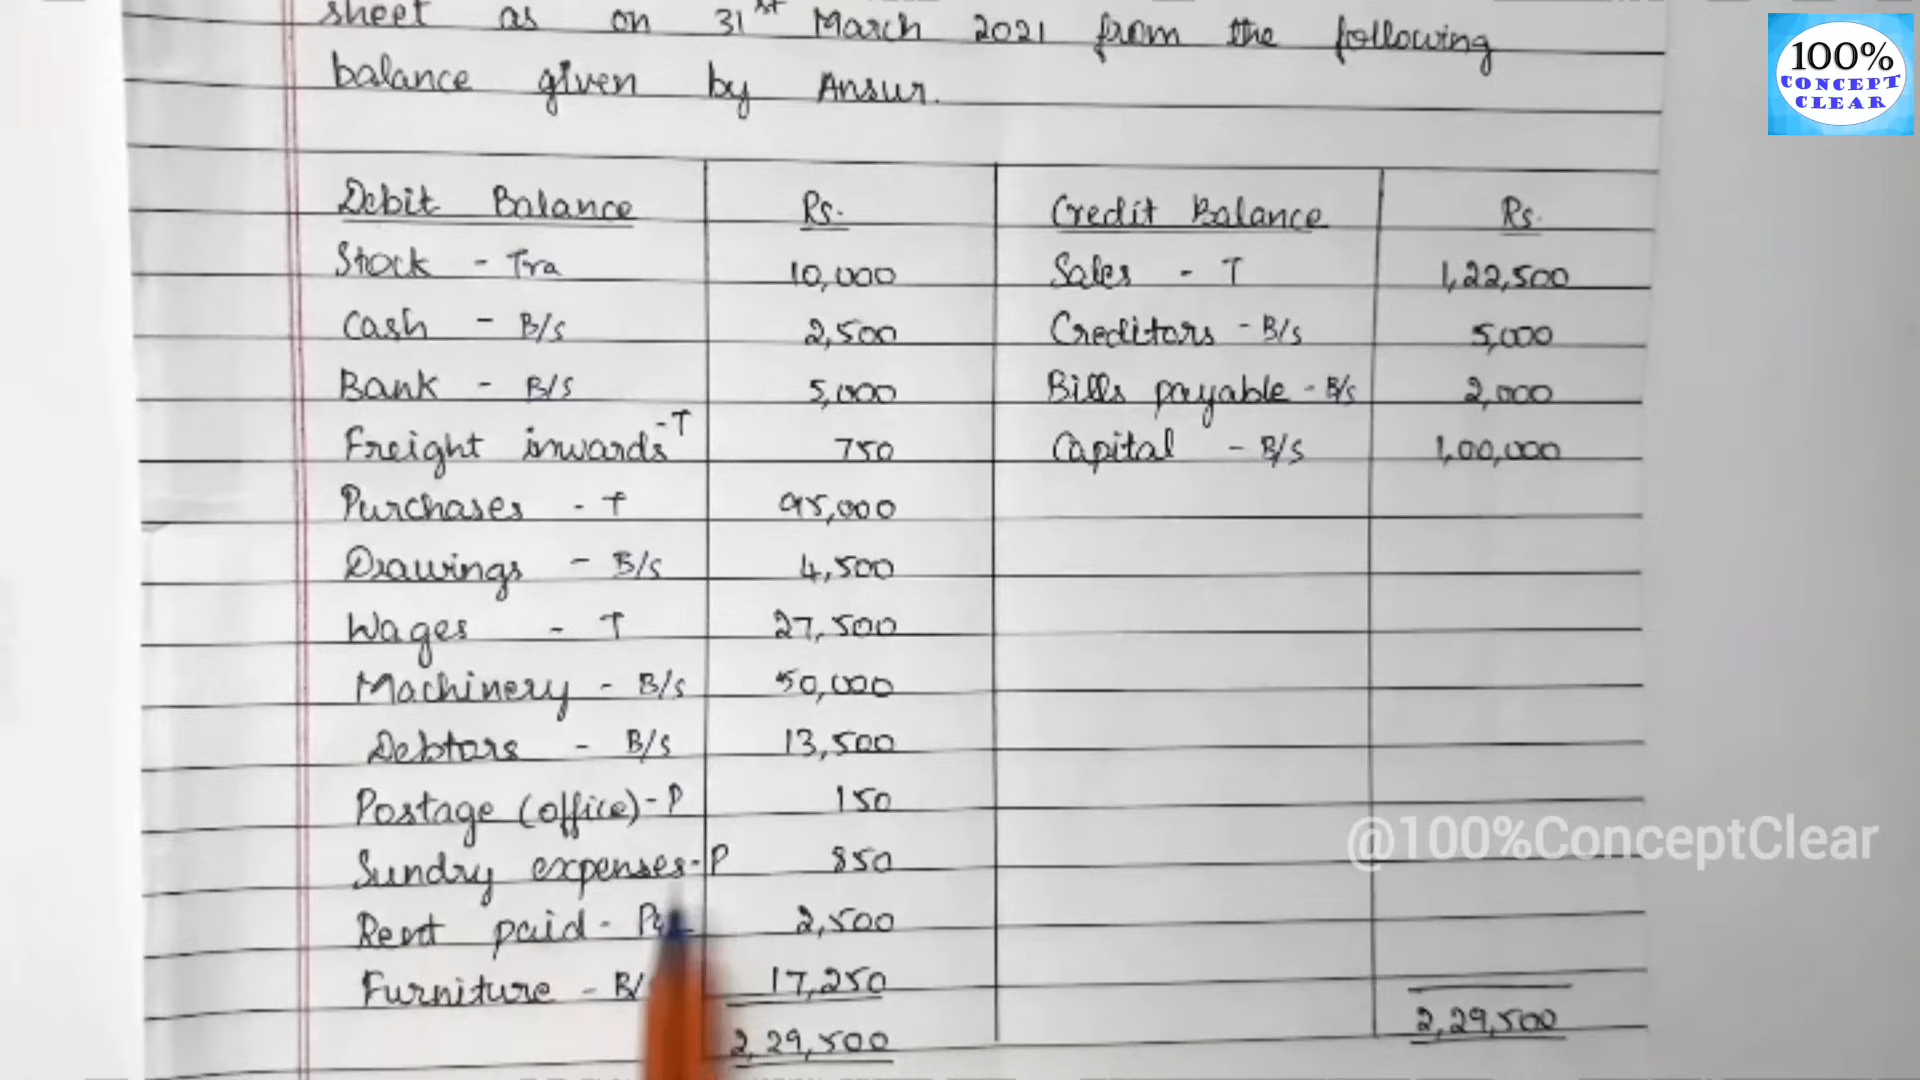 sheet as on 31st March 2021 from the following
balance given by Ansur.
100%
CONCEPT
CLEAR
Debit Balance Rs. Credit Balance Rs.
Stock - Tra 10,000 Sales - T 1,22,500
Cash - B/S 2,500 Creditors - B/s 5,000
Bank - B/S 5,000 Bills payable - B/s 2,000
Freight inwards - T 750 Capital - B/s 1,00,000
Purchases - T 95,000
Drawings - B/s 4,500
Wages - T 27,500
Machinery - B/s 50,000
Debtors - B/s 13,500
Postage (office) - P 150
@100%ConceptClear
Sundry expenses - P 850
Rent paid - 2,500
Furniture - B/ 17,250
2,29,500 2,29,500